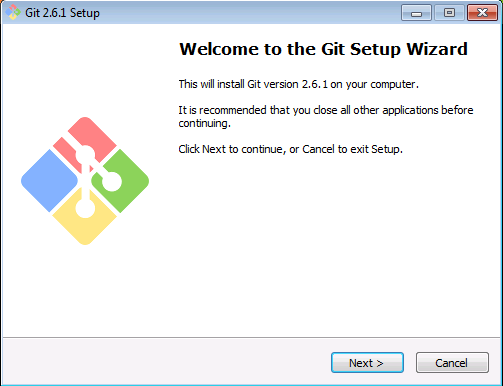 Git 2.6.1 Setup
Welcome to the Git Setup Wizard
This will install Git version 2.6.1 on your computer.
It is recommended that you close all other applications before
continuing.
Click Next to continue, or Cancel to exit Setup.
Next >
Cancel